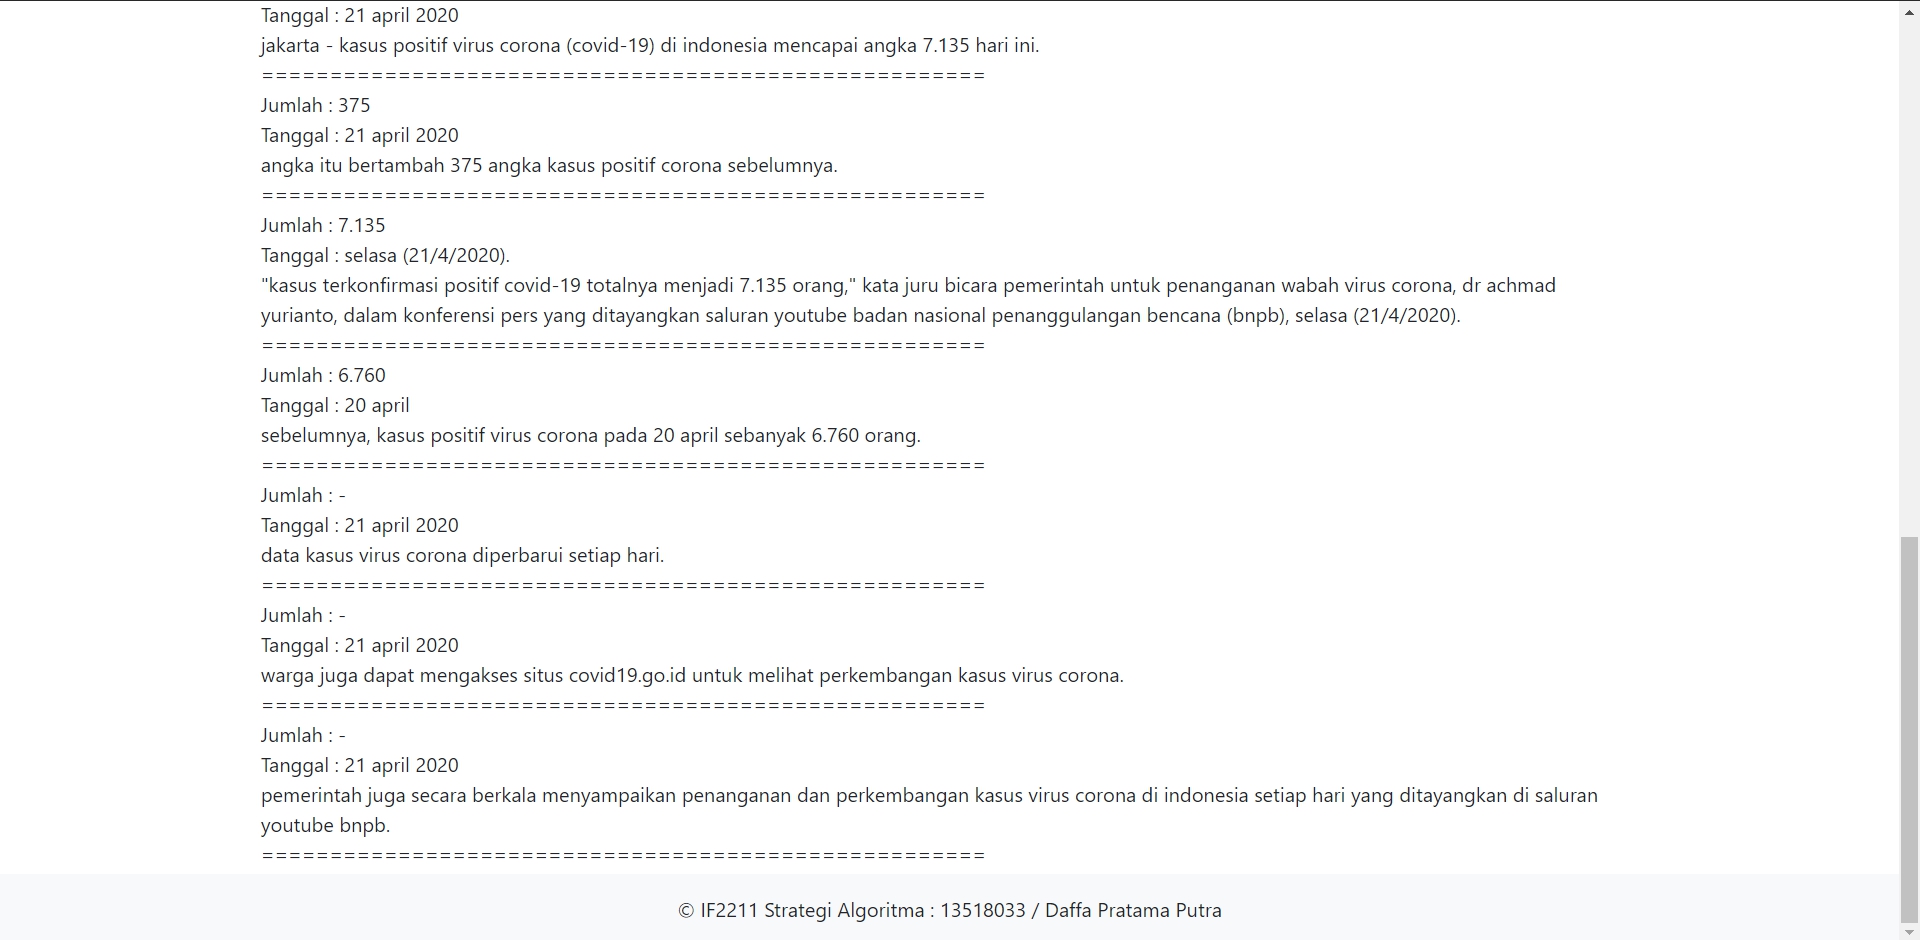 Tanggal : 21 april 2020
jakarta - kasus positif virus corona (covid-19) di indonesia mencapai angka 7.135 hari ini.
=====================================================
Jumlah : 375
Tanggal : 21 april 2020
angka itu bertambah 375 angka kasus positif corona sebelumnya.
=====================================================
Jumlah : 7.135
Tanggal : selasa (21/4/2020).
"kasus terkonfirmasi positif covid-19 totalnya menjadi 7.135 orang," kata juru bicara pemerintah untuk penanganan wabah virus corona, dr achmad
yurianto, dalam konferensi pers yang ditayangkan saluran youtube badan nasional penanggulangan bencana (bnpb), selasa (21/4/2020).
=====================================================
Jumlah : 6.760
Tanggal : 20 april
sebelumnya, kasus positif virus corona pada 20 april sebanyak 6.760 orang.
=====================================================
Jumlah : -
Tanggal : 21 april 2020
data kasus virus corona diperbarui setiap hari.
=====================================================
Jumlah : -
Tanggal : 21 april 2020
warga juga dapat mengakses situs covid19.go.id untuk melihat perkembangan kasus virus corona.
=====================================================
Jumlah : -
Tanggal : 21 april 2020
pemerintah juga secara berkala menyampaikan penanganan dan perkembangan kasus virus corona di indonesia setiap hari yang ditayangkan di saluran
youtube bnpb.
=====================================================
© IF2211 Strategi Algoritma : 13518033 / Daffa Pratama Putra